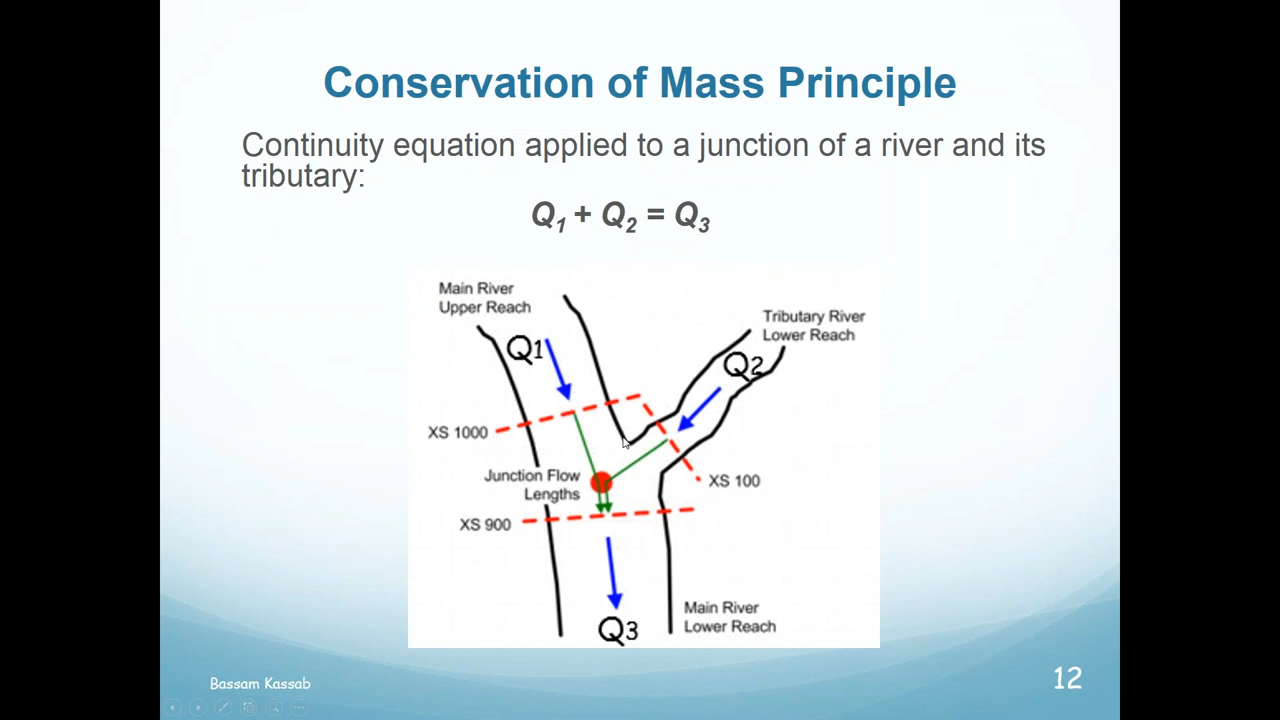 Conservation of Mass Principle
Continuity equation applied to a junction of a river and its
tributary:
Q1 + Q2 = Q3
Main River
Upper Reach
Tributary River
Lower Reach
Q1
Q2
XS 1000
Junction Flow
Lengths
XS 100
XS 900
Main River
Lower Reach
Q3
Bassam Kassab
12